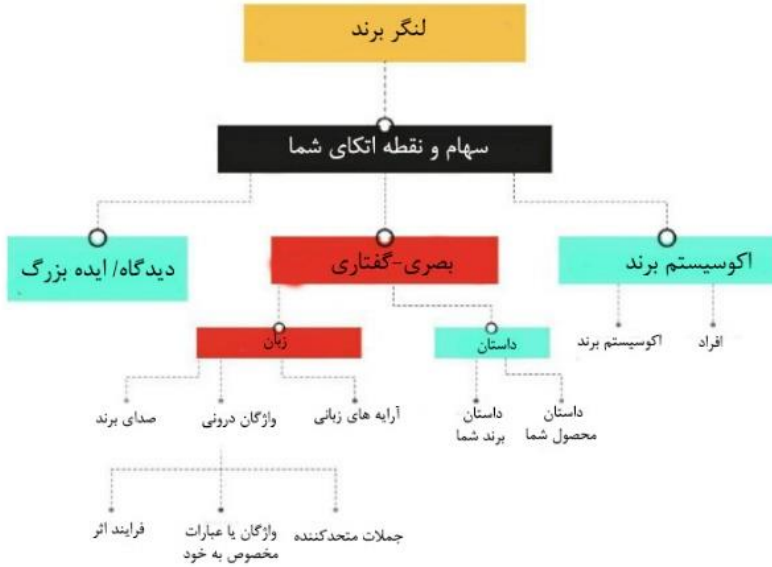 لنگر برند
سهام و نقطه اتکای شما
اکوسیستم برند
بصری-گفتاری
دیدگاه/ ایده بزرگ
افراد
اکوسیستم برند
داستان
زبان
داستان
محصول شما
داستان
برند شما
آرایه های زبانی
واژگان درونی
صدای برند
جملات متحدکننده
واژگان یا عبارات
مخصوص به خود
فرایند اثر